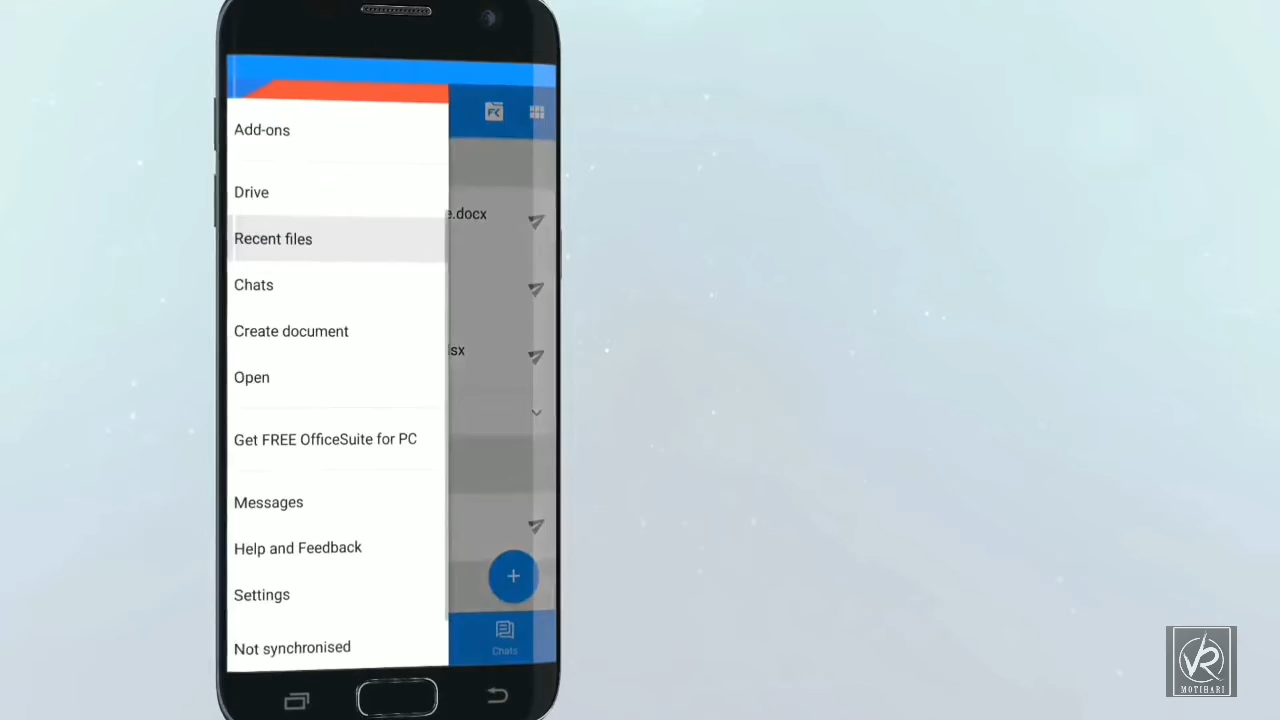 Add-ons
Drive
Recent files
Chats
Create document
Open
Get FREE OfficeSuite for PC
Messages
Help and Feedback
Settings
Not synchronised
e.docx
lsx
Chats
VR
MOTIHARI